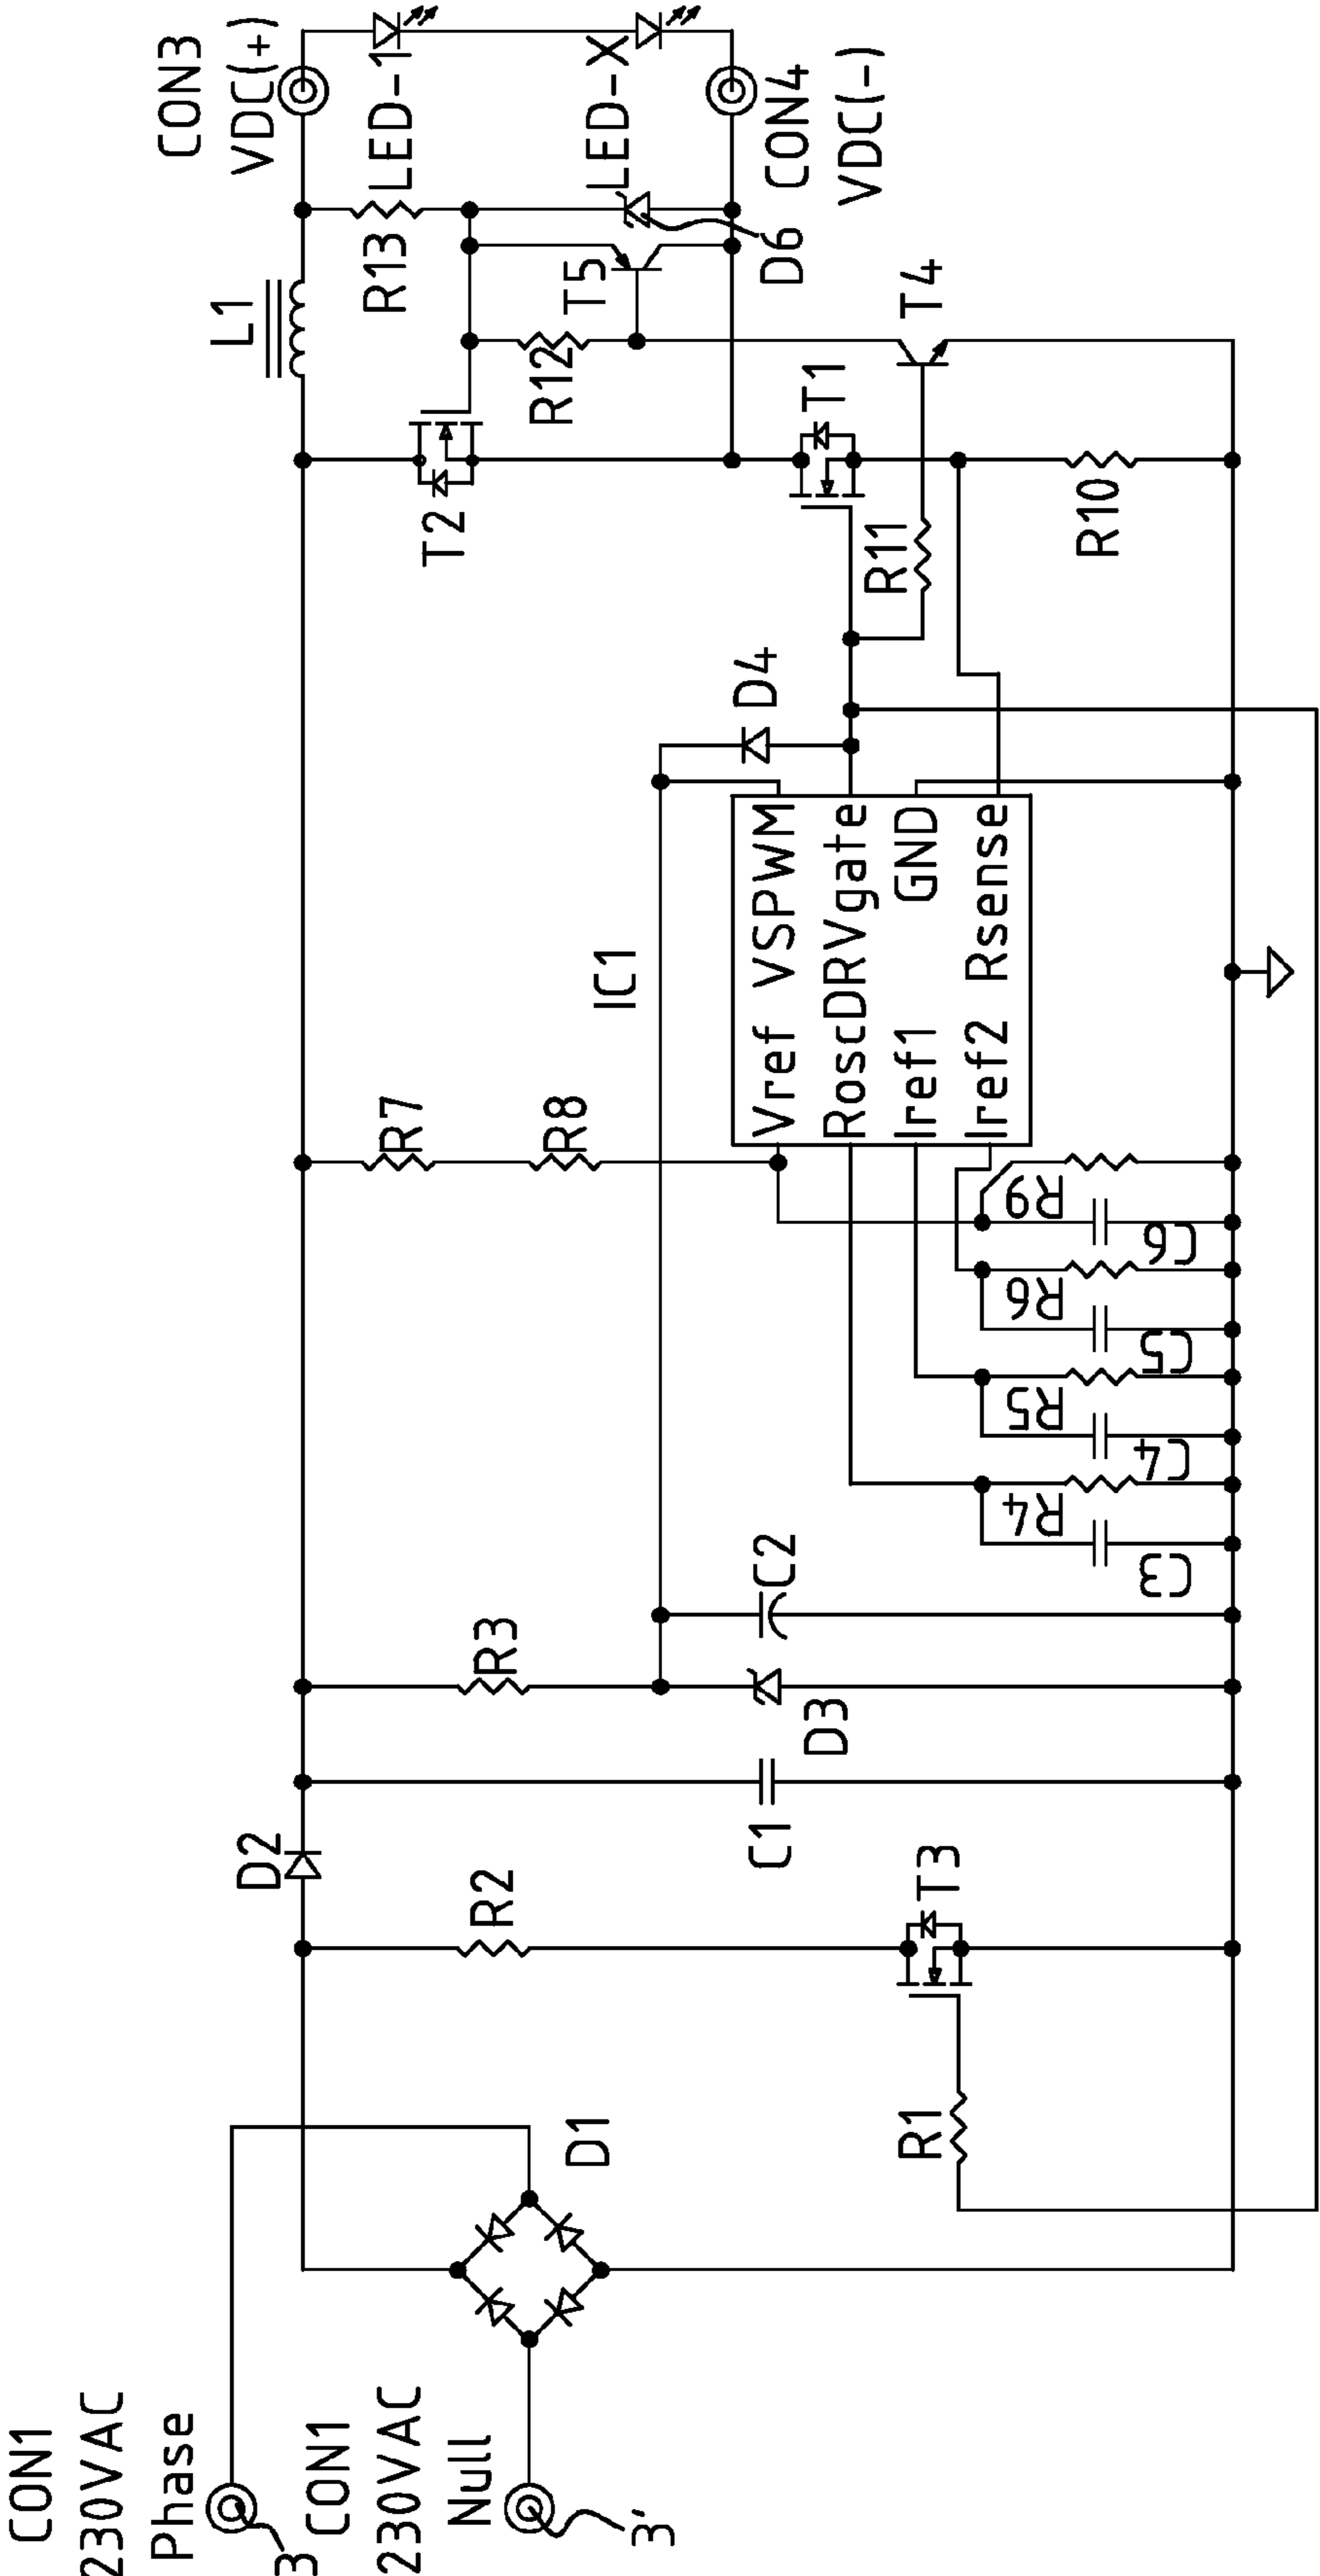 CON1
230VAC
Phase
3
CON1
230VAC
Null
3'
D1
R1
D2
R2
T3
C1
R3
D3
C2
C3
R4
C4
R5
C5
R6
C6
R9
R7
R8
IC1
Vref VSPWM
RoscDRVgate
Iref1 GND
Iref2 Rsense
D4
R11
R10
T2
T1
R12
T4
L1
R13
T5
D6
CON3
VDC(+)
LED-1
LED-X
CON4
VDC(-)